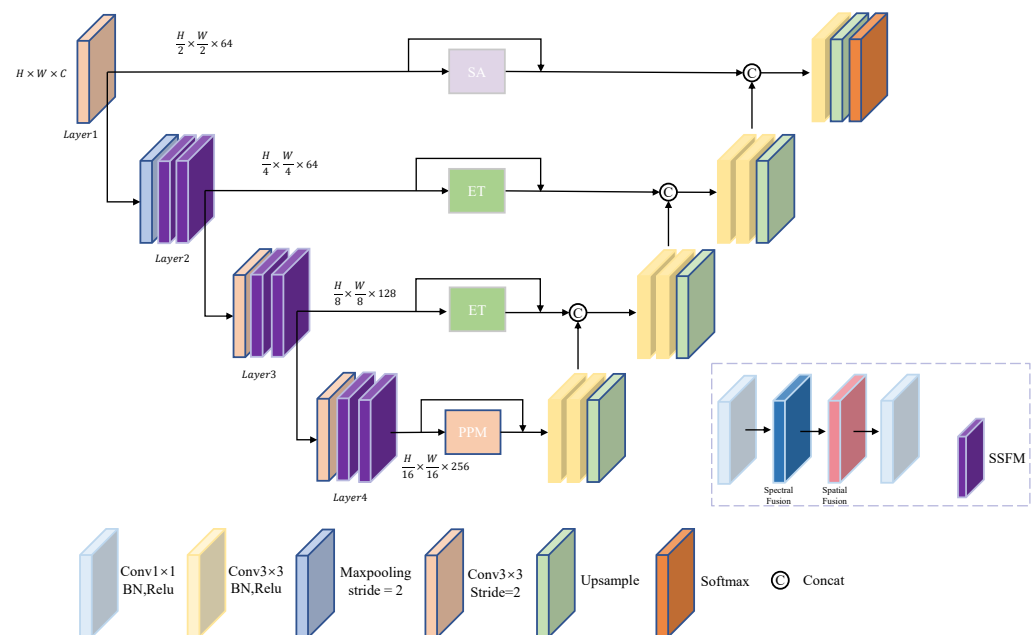 H × W × C
H/2 × W/2 × 64
SA
C
Layer1
H/4 × W/4 × 64
ET
C
Layer2
H/8 × W/8 × 128
ET
C
Layer3
PPM
H/16 × W/16 × 256
Layer4
SSFM
Spectral
Fusion
Spatial
Fusion
Conv1×1
BN,Relu
Conv3×3
BN,Relu
Maxpooling
stride = 2
Conv3×3
Stride=2
Upsample
Softmax
C Concat